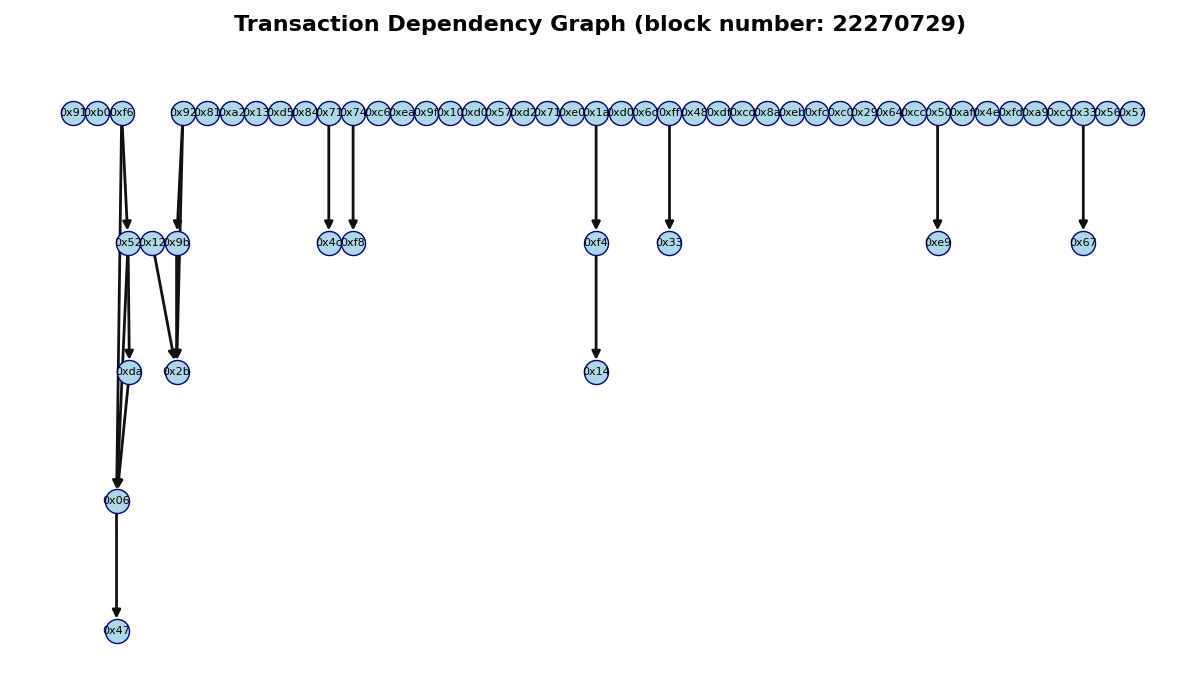 Transaction Dependency Graph (block number: 22270729)
0x91 0xb0 0xf6 0x92 0x81 0xa2 0x13 0xd5 0x84 0x71 0x74 0xc6 0xea 0x9f 0x10 0xd0 0x57 0xd2 0x71 0xe0 0x1a 0xd0 0x6c 0xff 0x48 0xdf 0xcd 0x8a 0xeb 0xfc 0xc0 0x29 0x64 0xcc 0x50 0xaf 0x4e 0xfd 0xa9 0xcc 0x33 0x56 0x57
0x52 0x12 0x9b 0x4c 0xf8 0xf4 0x33 0xe9 0x67
0xda 0x2b 0x14
0x06
0x47